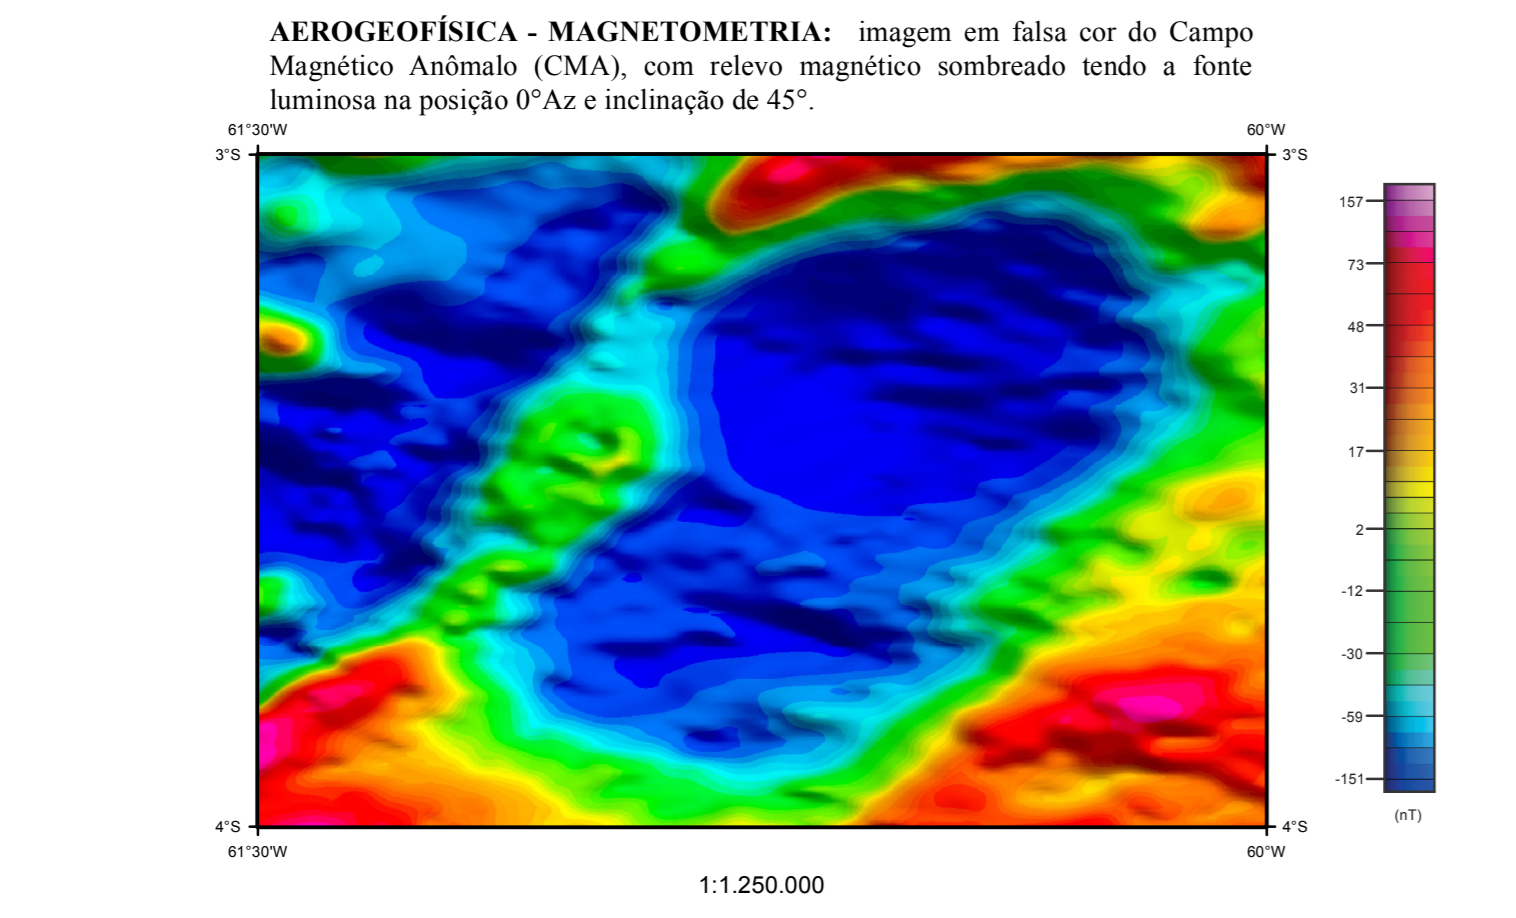 AEROGEOFÍSICA - MAGNETOMETRIA: imagem em falsa cor do Campo
Magnético Anômalo (CMA), com relevo magnético sombreado tendo a fonte
luminosa na posição 0°Az e inclinação de 45°.
61°30'W
60°W
3°S
3°S
157
73
48
31
17
2
-12
-30
-59
-151
(nT)
4°S
4°S
61°30'W
60°W
1:1.250.000